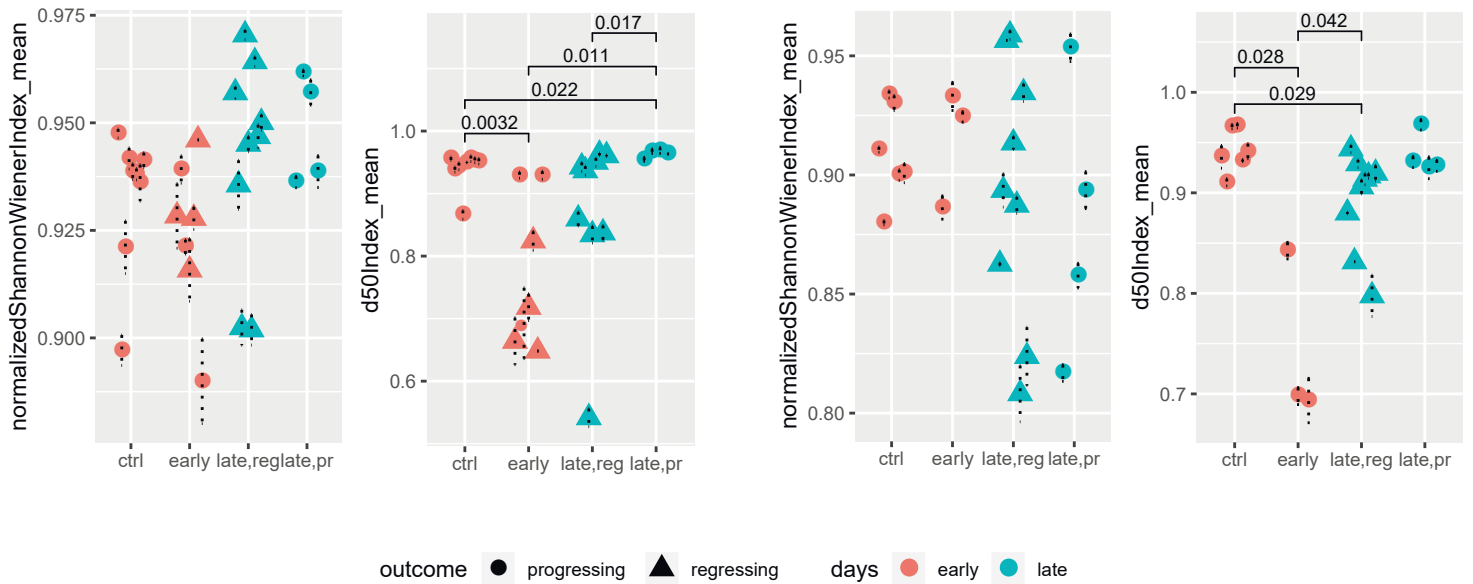 normalizedShannonWienerIndex_mean
0.975
0.950
0.925
0.900
ctrl early late,reg late,pr
d50Index_mean
1.0
0.8
0.6
0.017
0.011
0.022
0.0032
ctrl early late,reg late,pr
normalizedShannonWienerIndex_mean
0.95
0.90
0.85
0.80
ctrl early late,reg late,pr
d50Index_mean
1.0
0.9
0.8
0.7
0.042
0.028
0.029
ctrl early late,reg late,pr
outcome progressing regressing days early late